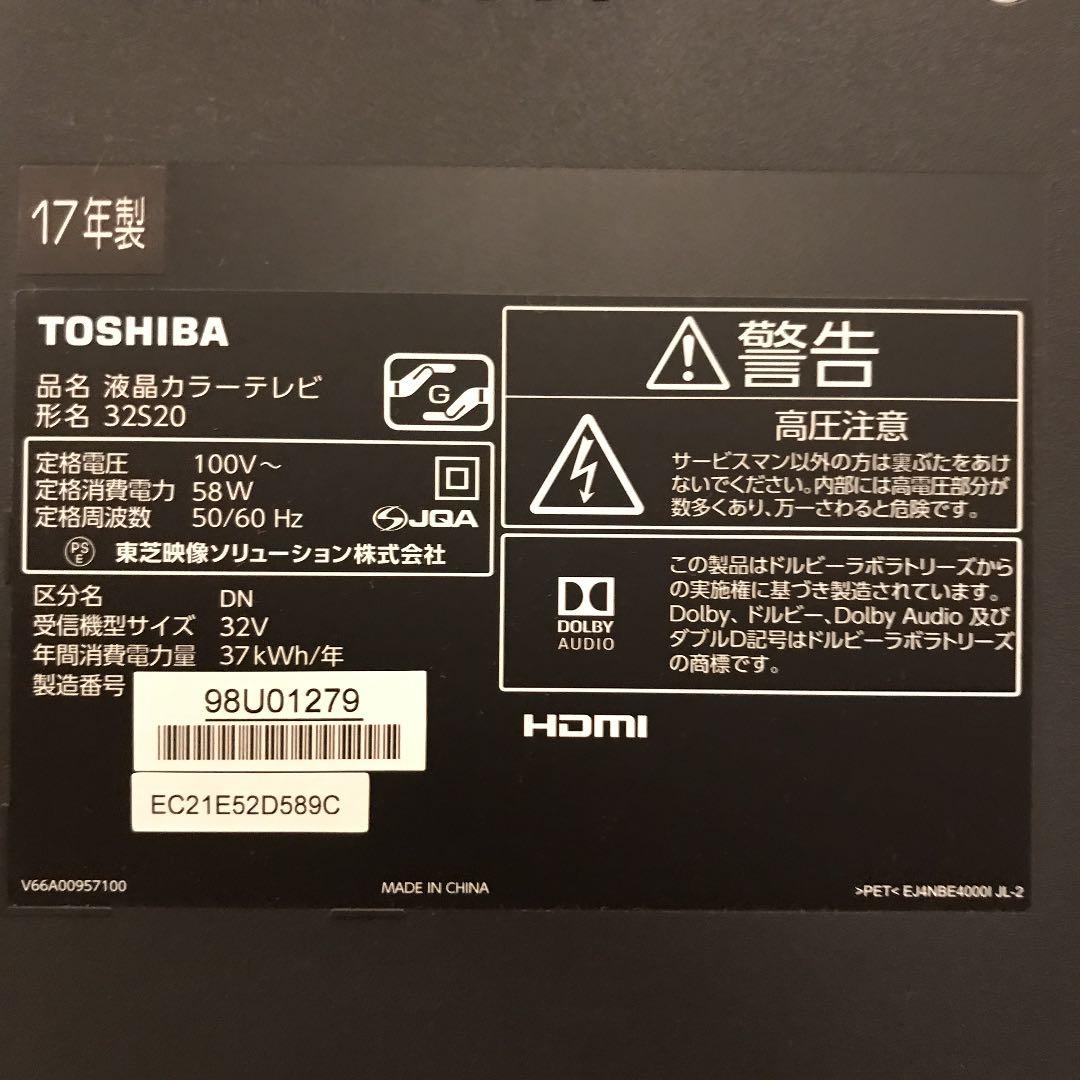 17年製
TOSHIBA
品名 液晶カラーテレビ
形名 32S20
G
定格電圧 100V～
定格消費電力 58W
定格周波数 50/60 Hz
JQA
PS
E
東芝映像ソリューション株式会社
区分名 DN
受信機型サイズ 32V
年間消費電力量 37kWh/年
製造番号
98U01279
EC21E52D589C
V66A00957100
MADE IN CHINA
警告
高圧注意
サービスマン以外の方は裏ぶたをあけ
ないでください。内部には高電圧部分が
数多くあり、万一さわると危険です。
DOLBY
AUDIO
この製品はドルビーラボラトリーズから
の実施権に基づき製造されています。
Dolby、ドルビー、Dolby Audio 及び
ダブルD記号はドルビーラボラトリーズ
の商標です。
HDMI
>PET< EJ4NBE4000I JL-2